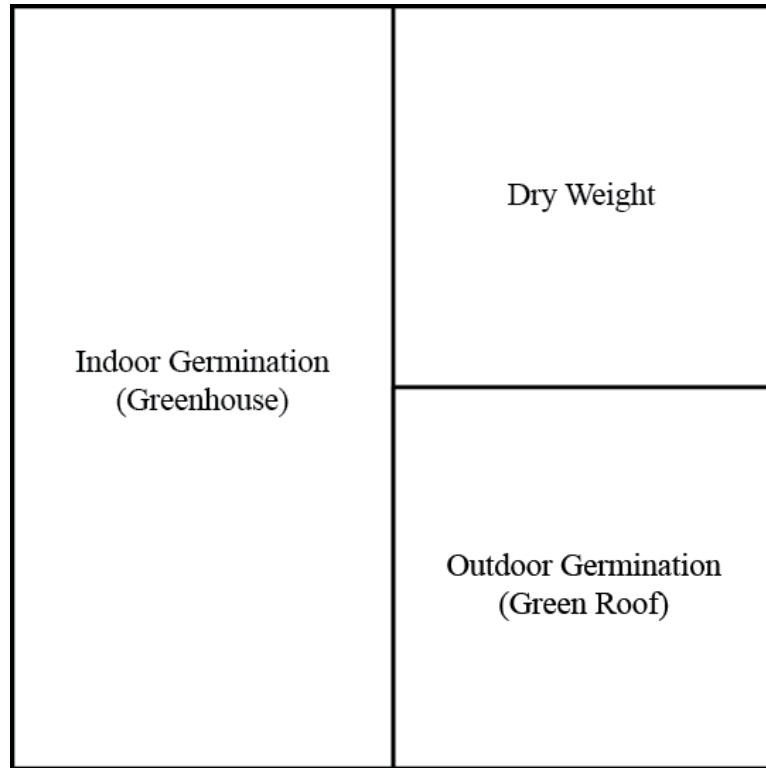 Indoor Germination
(Greenhouse)
Dry Weight
Outdoor Germination
(Green Roof)